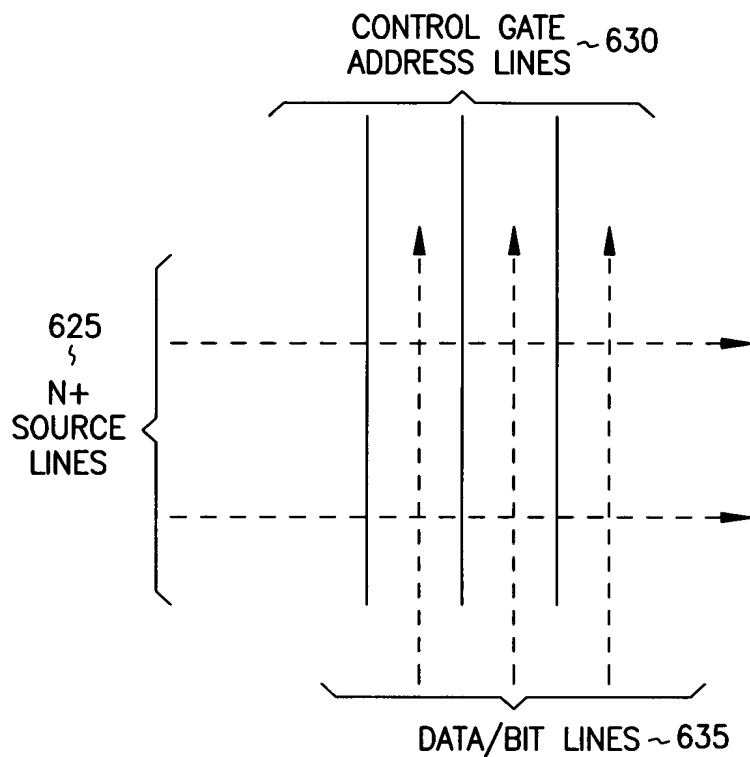 CONTROL GATE
ADDRESS LINES ~630
625
N+
SOURCE
LINES
DATA/BIT LINES ~635